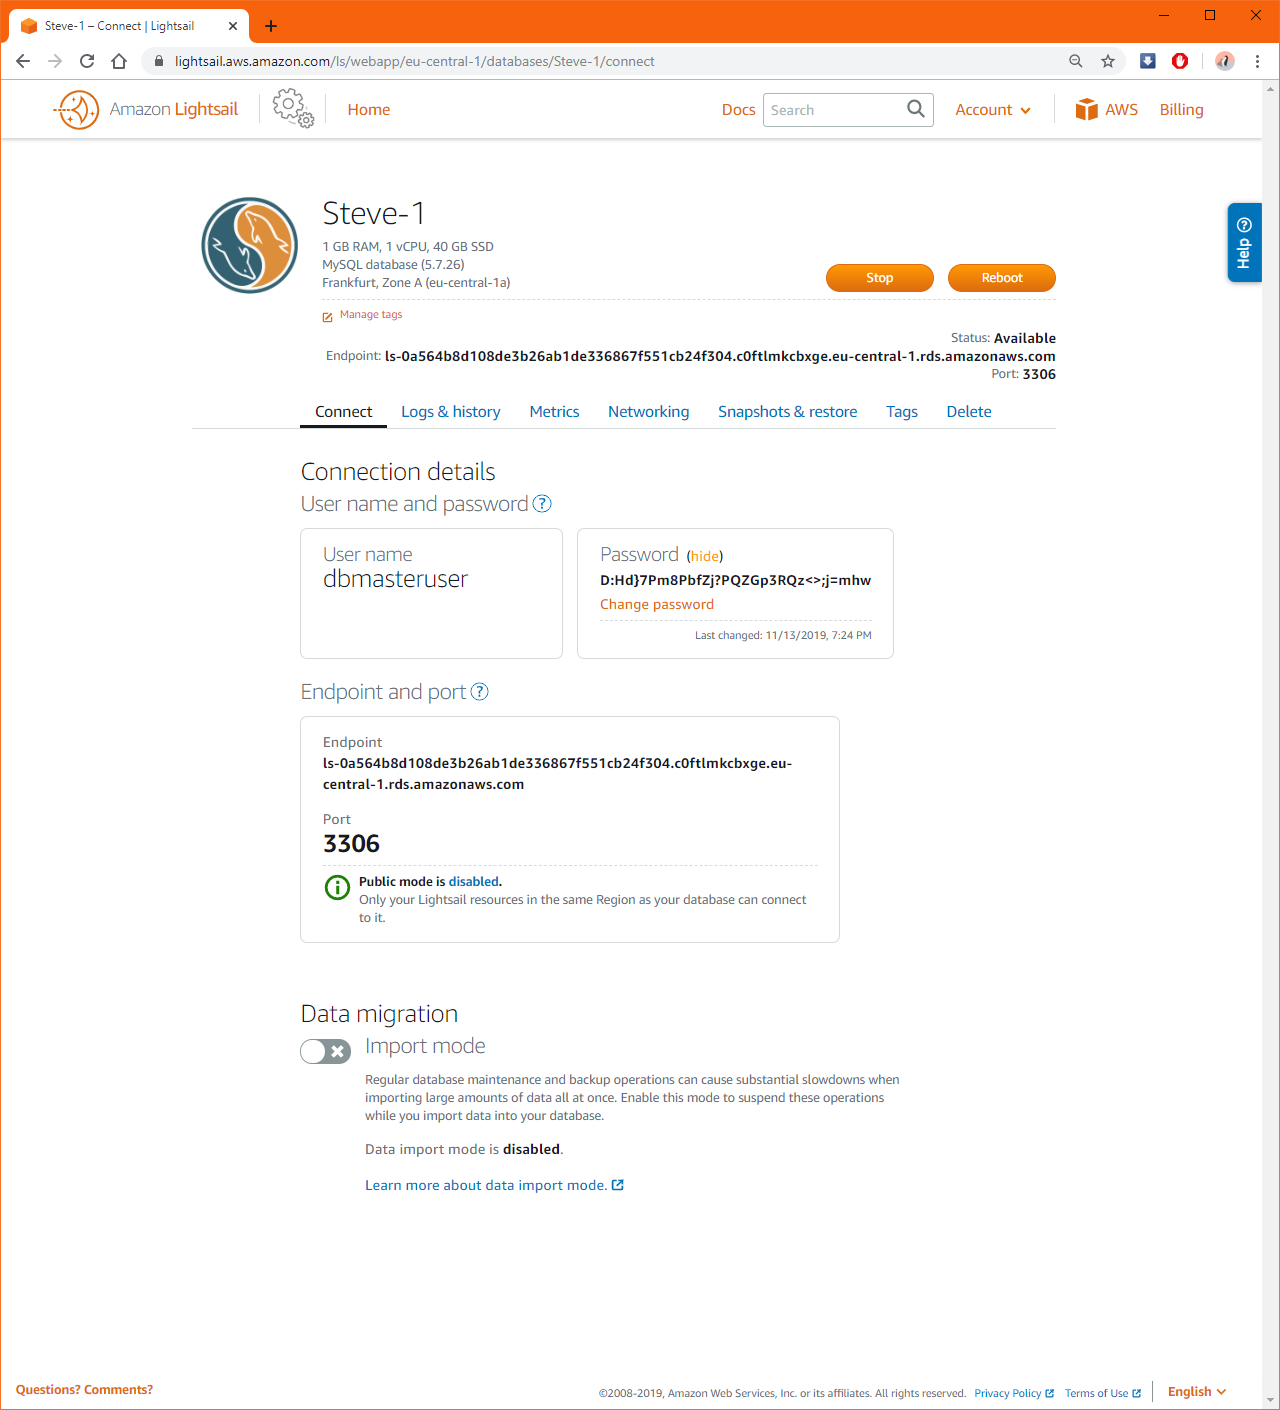 Steve-1 – Connect | Lightsail
lightsail.aws.amazon.com/ls/webapp/eu-central-1/databases/Steve-1/connect
Amazon Lightsail
Home
Docs
Search
Account
AWS
Billing
Help
Steve-1
1 GB RAM, 1 vCPU, 40 GB SSD
MySQL database (5.7.26)
Frankfurt, Zone A (eu-central-1a)
Stop
Reboot
Manage tags
Status: Available
Endpoint: ls-0a564b8d108de3b26ab1de336867f551cb24f304.c0ftlmkcbxge.eu-central-1.rds.amazonaws.com
Port: 3306
Connect
Logs & history
Metrics
Networking
Snapshots & restore
Tags
Delete
Connection details
User name and password ?
User name
dbmasteruser
Password (hide)
D:Hd}7Pm8PbfZj?PQZGp3RQz<>;j=mhw
Change password
Last changed: 11/13/2019, 7:24 PM
Endpoint and port ?
Endpoint
ls-0a564b8d108de3b26ab1de336867f551cb24f304.c0ftlmkcbxge.eu-
central-1.rds.amazonaws.com
Port
3306
Public mode is disabled.
Only your Lightsail resources in the same Region as your database can connect
to it.
Data migration
Import mode
Regular database maintenance and backup operations can cause substantial slowdowns when
importing large amounts of data all at once. Enable this mode to suspend these operations
while you import data into your database.
Data import mode is disabled.
Learn more about data import mode.
Questions? Comments?
©2008-2019, Amazon Web Services, Inc. or its affiliates. All rights reserved.
Privacy Policy
Terms of Use
English